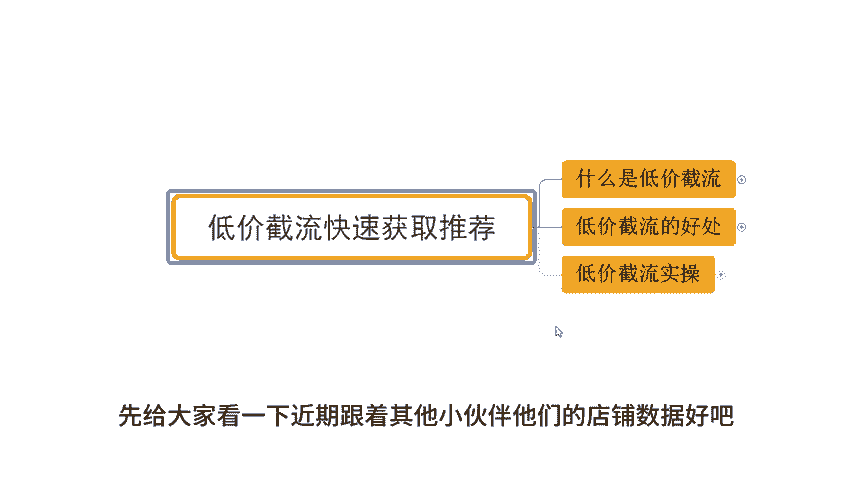 低价截流快速获取推荐
什么是低价截流
低价截流的好处
低价截流实操
先给大家看一下近期跟着其他小伙伴他们的店铺数据好吧